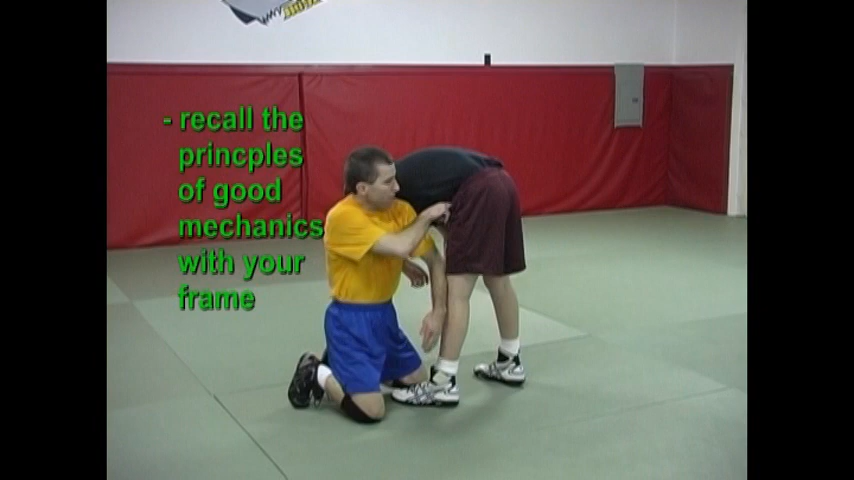 - recall the
princples
of good
mechanics
with your
frame